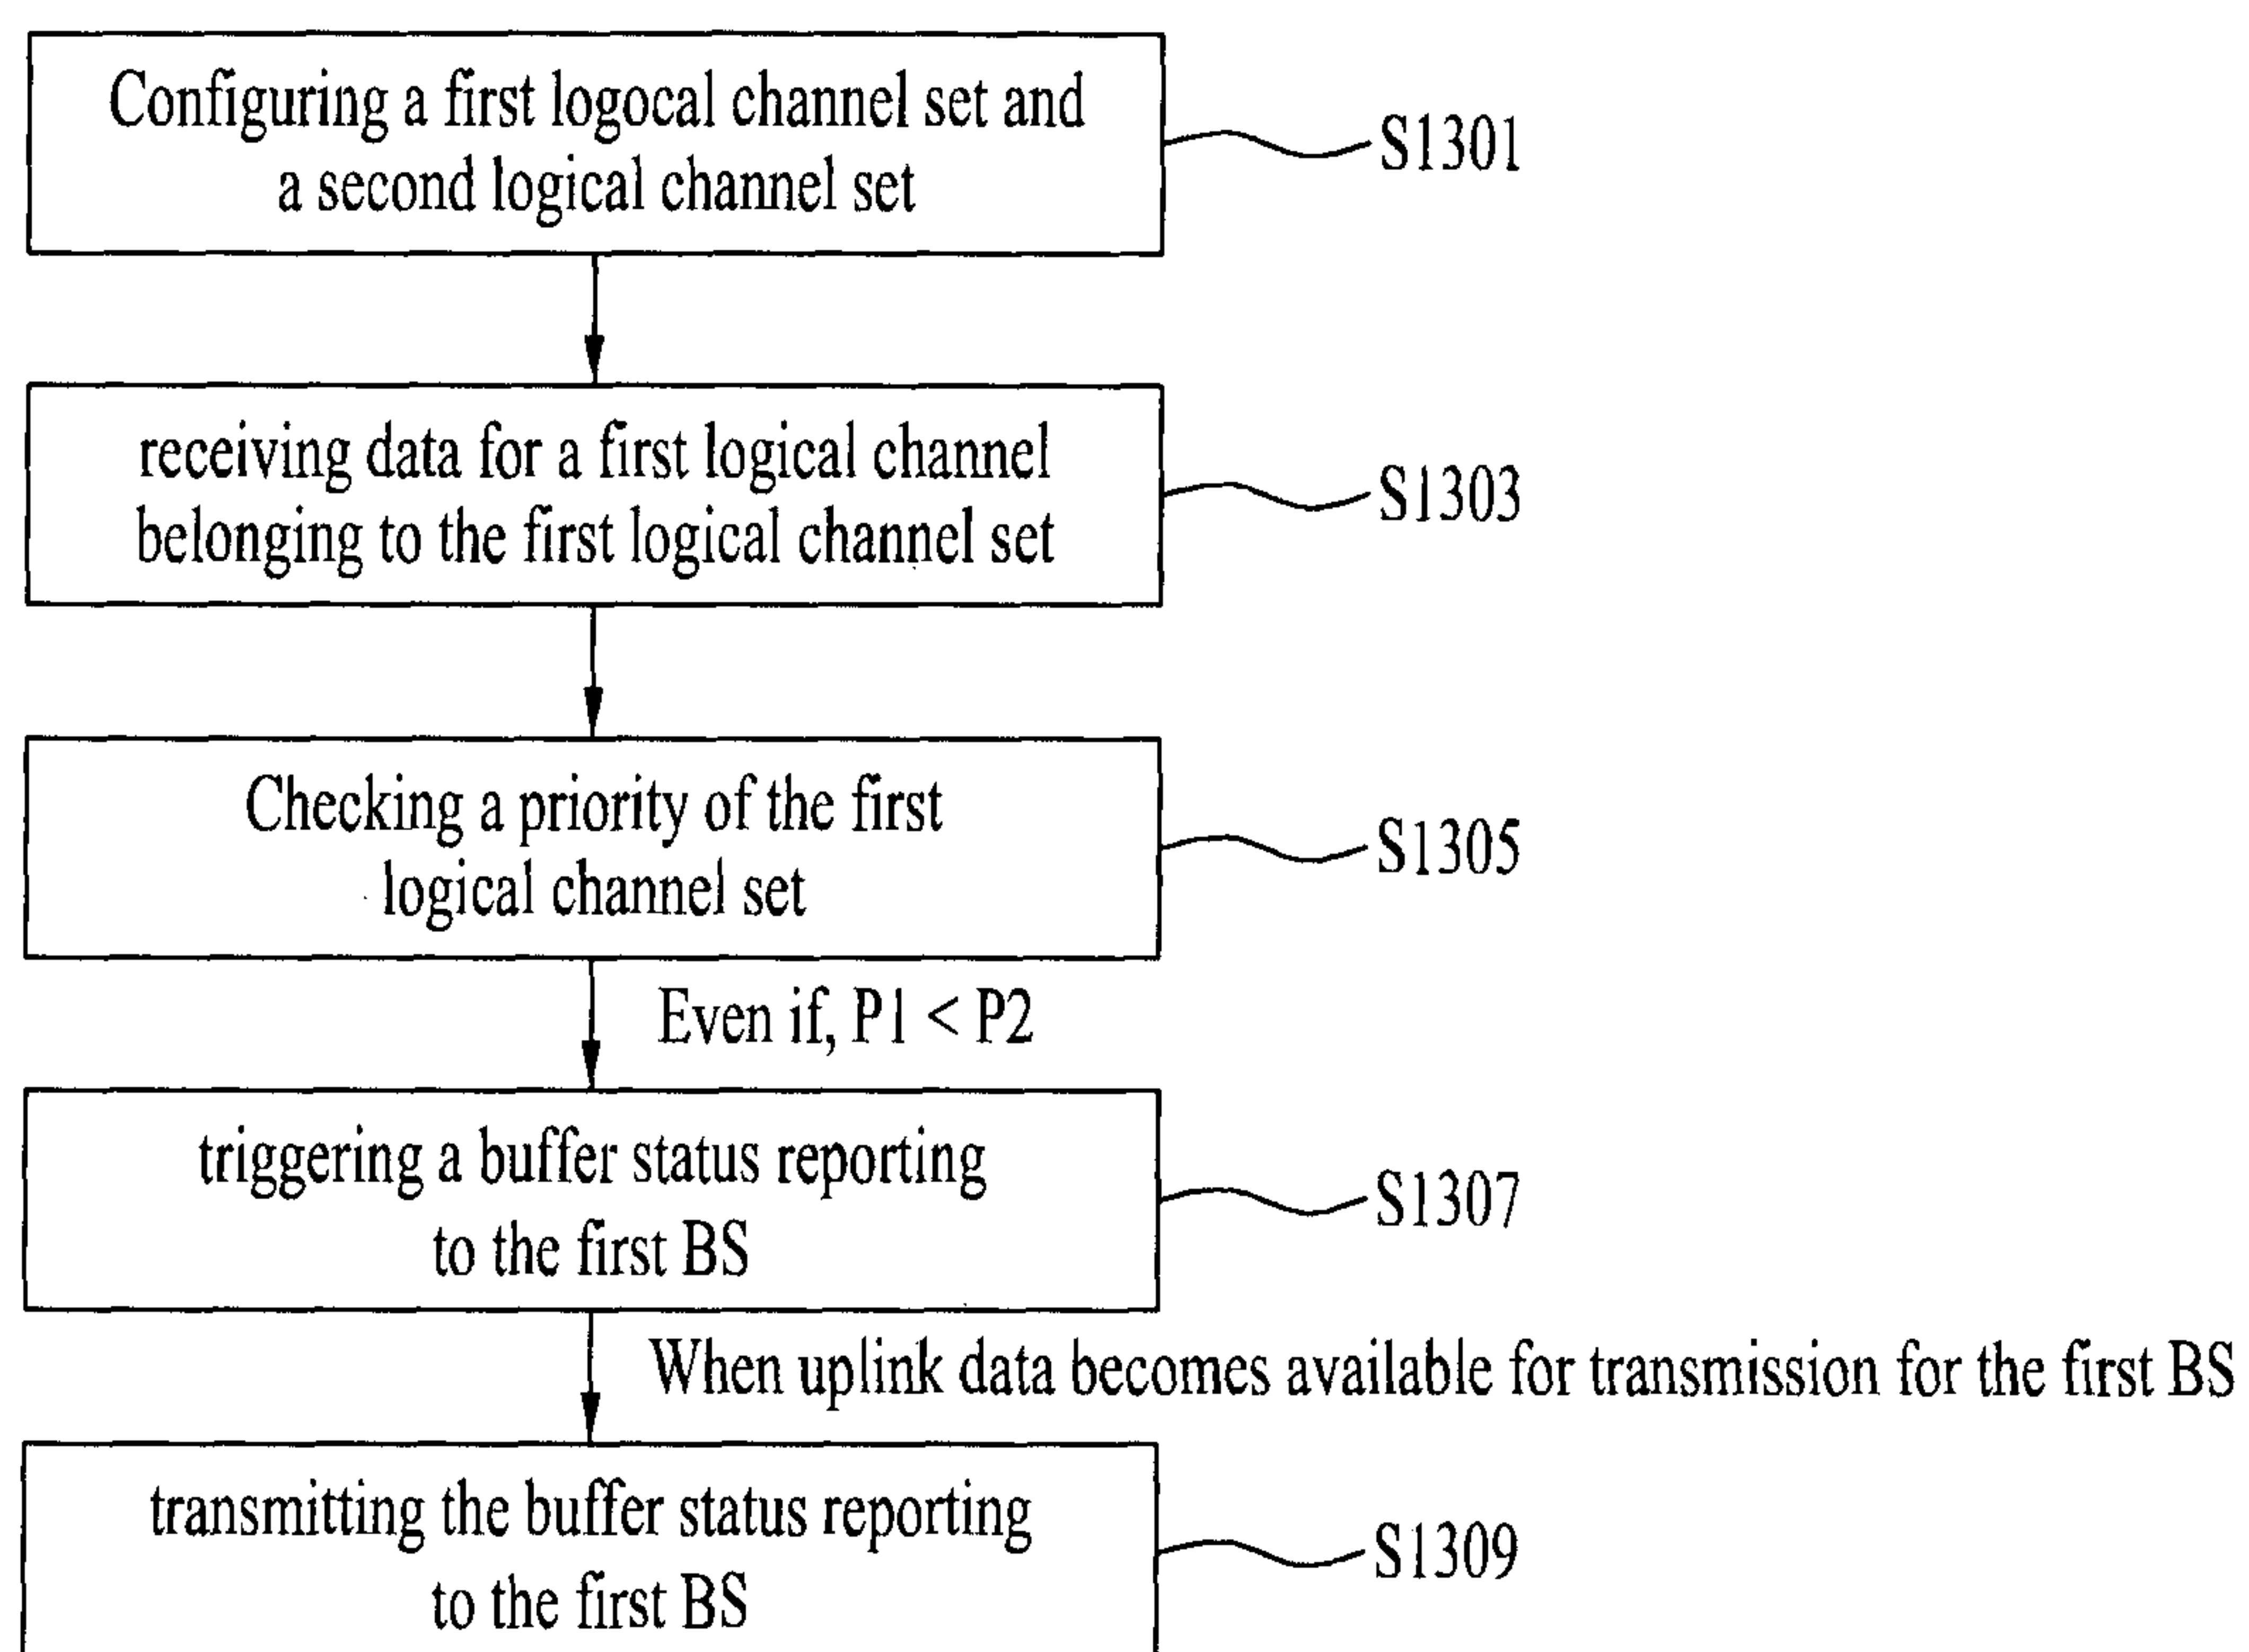 Configuring a first logocal channel set and
a second logical channel set
S1301
receiving data for a first logical channel
belonging to the first logical channel set
S1303
Checking a priority of the first
logical channel set
S1305
Even if, P1 < P2
triggering a buffer status reporting
to the first BS
S1307
When uplink data becomes available for transmission for the first BS
transmitting the buffer status reporting
to the first BS
S1309